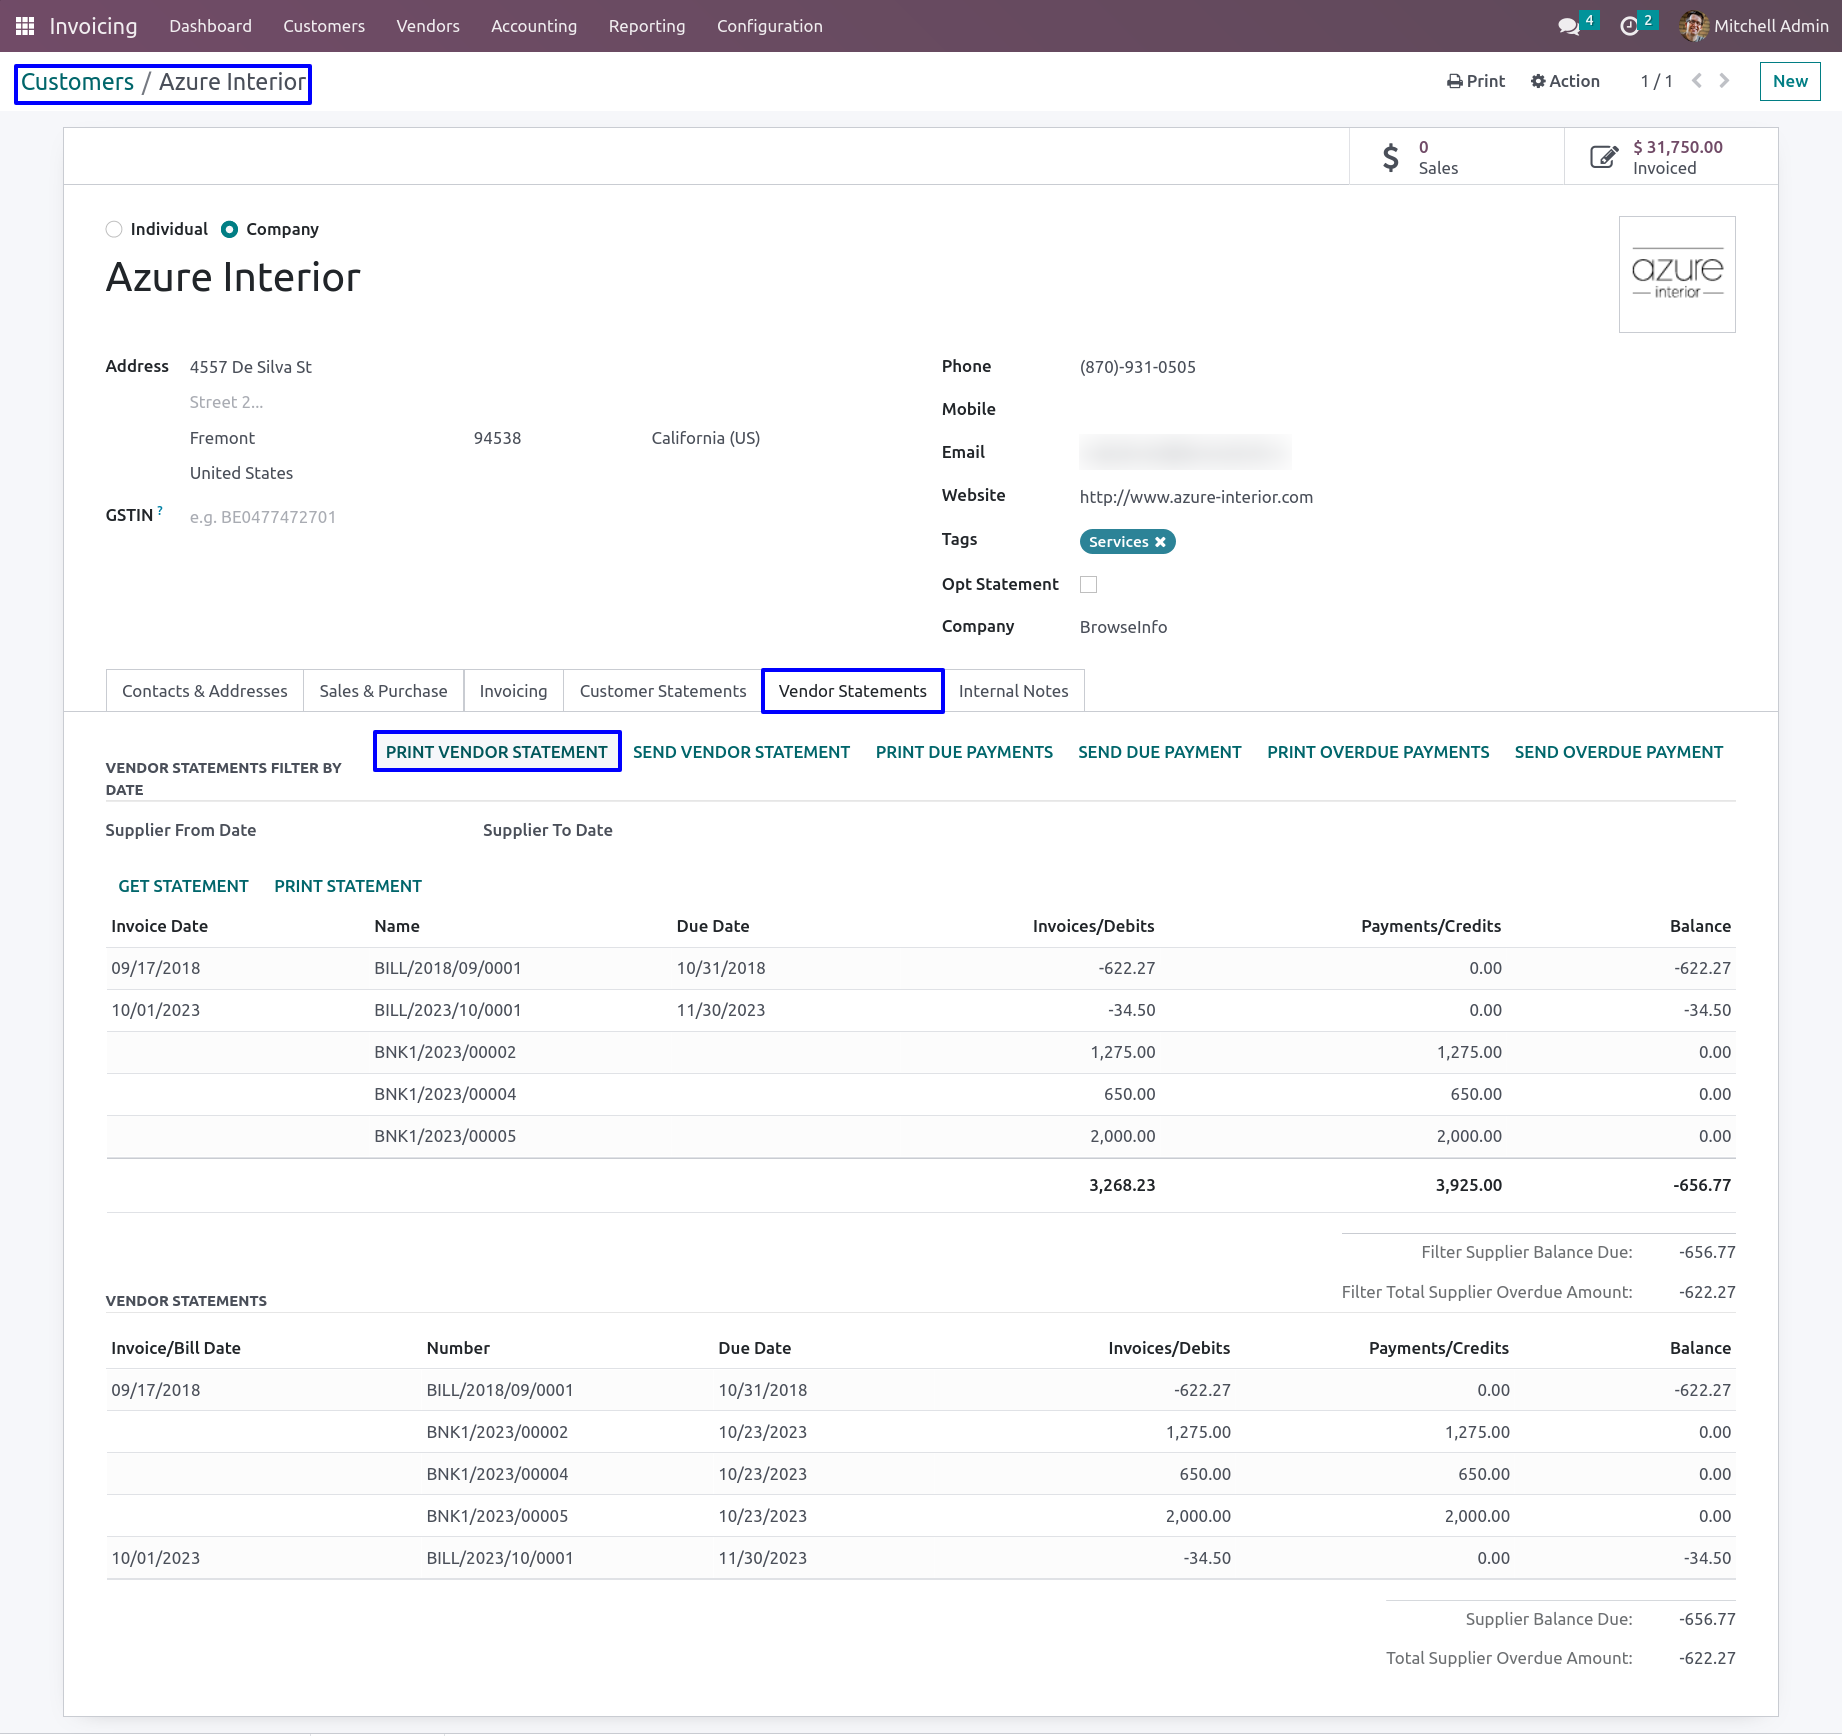 Invoicing Dashboard Customers Vendors Accounting Reporting Configuration 4 2 Mitchell Admin
Customers / Azure Interior Print Action 1 / 1 New
0
Sales
$ 31,750.00
Invoiced
Individual Company
Azure Interior
azure
interior
Address 4557 De Silva St
Street 2...
Fremont 94538 California (US)
United States
GSTIN ? e.g. BE0477472701
Phone (870)-931-0505
Mobile
Email
Website http://www.azure-interior.com
Tags Services ✖
Opt Statement
Company BrowseInfo
Contacts & Addresses Sales & Purchase Invoicing Customer Statements Vendor Statements Internal Notes
PRINT VENDOR STATEMENT SEND VENDOR STATEMENT PRINT DUE PAYMENTS SEND DUE PAYMENT PRINT OVERDUE PAYMENTS SEND OVERDUE PAYMENT
VENDOR STATEMENTS FILTER BY
DATE
Supplier From Date Supplier To Date
GET STATEMENT PRINT STATEMENT
Invoice Date Name Due Date Invoices/Debits Payments/Credits Balance
09/17/2018 BILL/2018/09/0001 10/31/2018 -622.27 0.00 -622.27
10/01/2023 BILL/2023/10/0001 11/30/2023 -34.50 0.00 -34.50
BNK1/2023/00002 1,275.00 1,275.00 0.00
BNK1/2023/00004 650.00 650.00 0.00
BNK1/2023/00005 2,000.00 2,000.00 0.00
3,268.23 3,925.00 -656.77
Filter Supplier Balance Due: -656.77
Filter Total Supplier Overdue Amount: -622.27
VENDOR STATEMENTS
Invoice/Bill Date Number Due Date Invoices/Debits Payments/Credits Balance
09/17/2018 BILL/2018/09/0001 10/31/2018 -622.27 0.00 -622.27
BNK1/2023/00002 10/23/2023 1,275.00 1,275.00 0.00
BNK1/2023/00004 10/23/2023 650.00 650.00 0.00
BNK1/2023/00005 10/23/2023 2,000.00 2,000.00 0.00
10/01/2023 BILL/2023/10/0001 11/30/2023 -34.50 0.00 -34.50
Supplier Balance Due: -656.77
Total Supplier Overdue Amount: -622.27